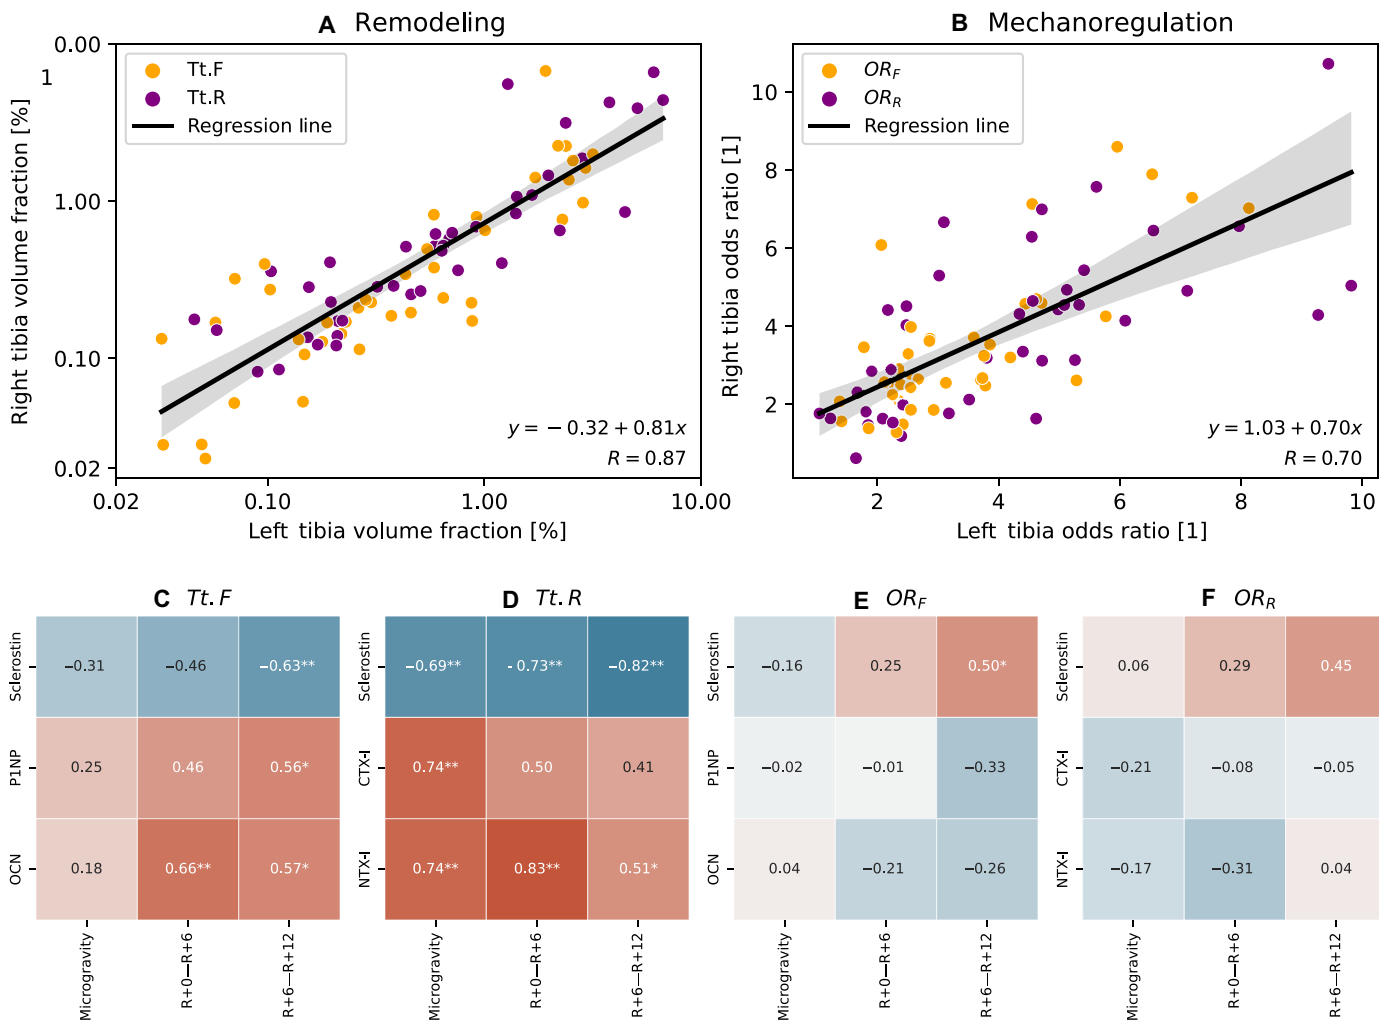 A Remodeling
0.00
1
1.00
0.10
0.02
Right tibia volume fraction [%]
Tt.F
Tt.R
Regression line
y = −0.32 + 0.81x
R = 0.87
0.02 0.10 1.00 10.00
Left tibia volume fraction [%]
B Mechanoregulation
10
8
6
4
2
Right tibia odds ratio [1]
OR_F
OR_R
Regression line
y = 1.03 + 0.70x
R = 0.70
2 4 6 8 10
Left tibia odds ratio [1]
C Tt.F
Sclerostin −0.31 −0.46 −0.63**
P1NP 0.25 0.46 0.56*
OCN 0.18 0.66** 0.57*
Microgravity
R+0—R+6
R+6—R+12
D Tt.R
Sclerostin −0.69** -0.73** −0.82**
CTX-I 0.74** 0.50 0.41
NTX-I 0.74** 0.83** 0.51*
Microgravity
R+0—R+6
R+6—R+12
E OR_F
Sclerostin −0.16 0.25 0.50*
P1NP −0.02 −0.01 −0.33
OCN 0.04 −0.21 −0.26
Microgravity
R+0—R+6
R+6—R+12
F OR_R
Sclerostin 0.06 0.29 0.45
CTX-I −0.21 −0.08 −0.05
NTX-I −0.17 −0.31 0.04
Microgravity
R+0—R+6
R+6—R+12